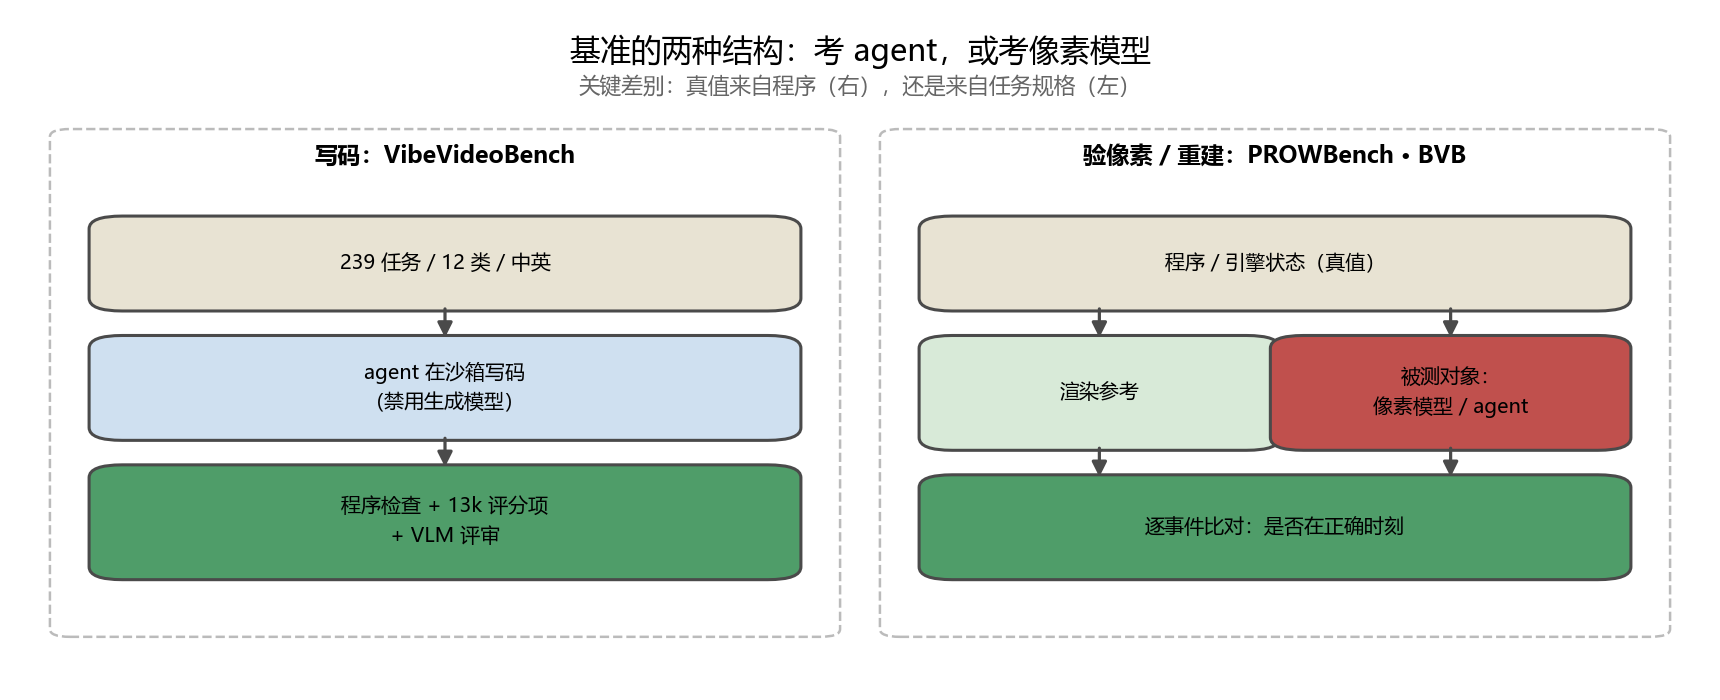 基准的两种结构：考 agent，或考像素模型
关键差别：真值来自程序（右），还是来自任务规格（左）
写码：VibeVideoBench
239 任务 / 12 类 / 中英
agent 在沙箱写码
（禁用生成模型）
程序检查 + 13k 评分项
+ VLM 评审
验像素 / 重建：PROWBench · BVB
程序 / 引擎状态（真值）
渲染参考
被测对象：
像素模型 / agent
逐事件比对：是否在正确时刻